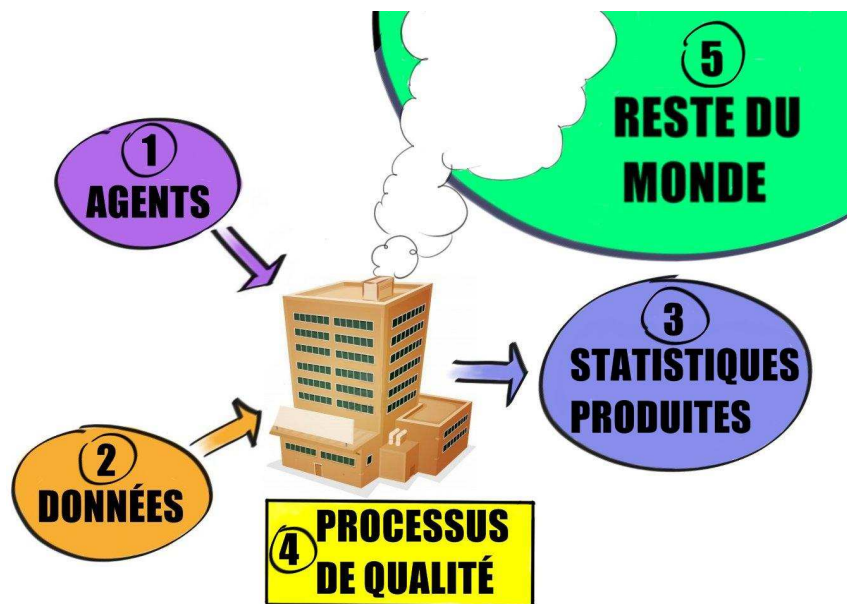 1
AGENTS
2
DONNÉES
3
STATISTIQUES
PRODUITES
4
PROCESSUS
DE QUALITÉ
5
RESTE DU
MONDE